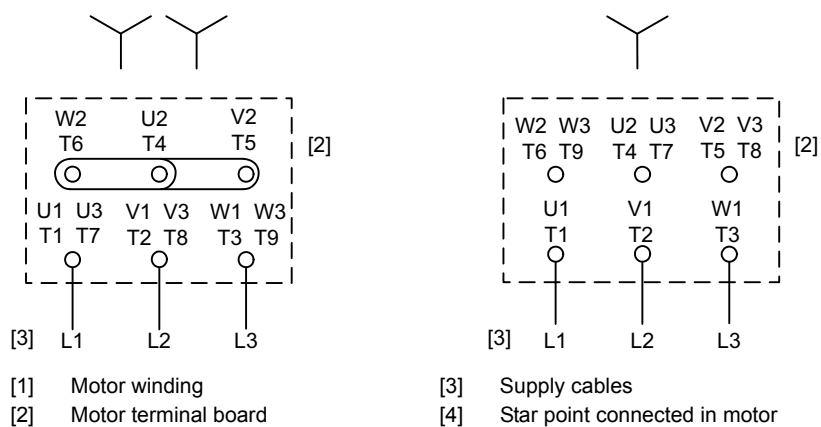 W2 U2 V2
T6 T4 T5
[2]
U1 U3 V1 V3 W1 W3
T1 T7 T2 T8 T3 T9
[3] L1 L2 L3
W2 W3 U2 U3 V2 V3
T6 T9 T4 T7 T5 T8
[2]
U1 V1 W1
T1 T2 T3
[3] L1 L2 L3
[1] Motor winding
[2] Motor terminal board
[3] Supply cables
[4] Star point connected in motor